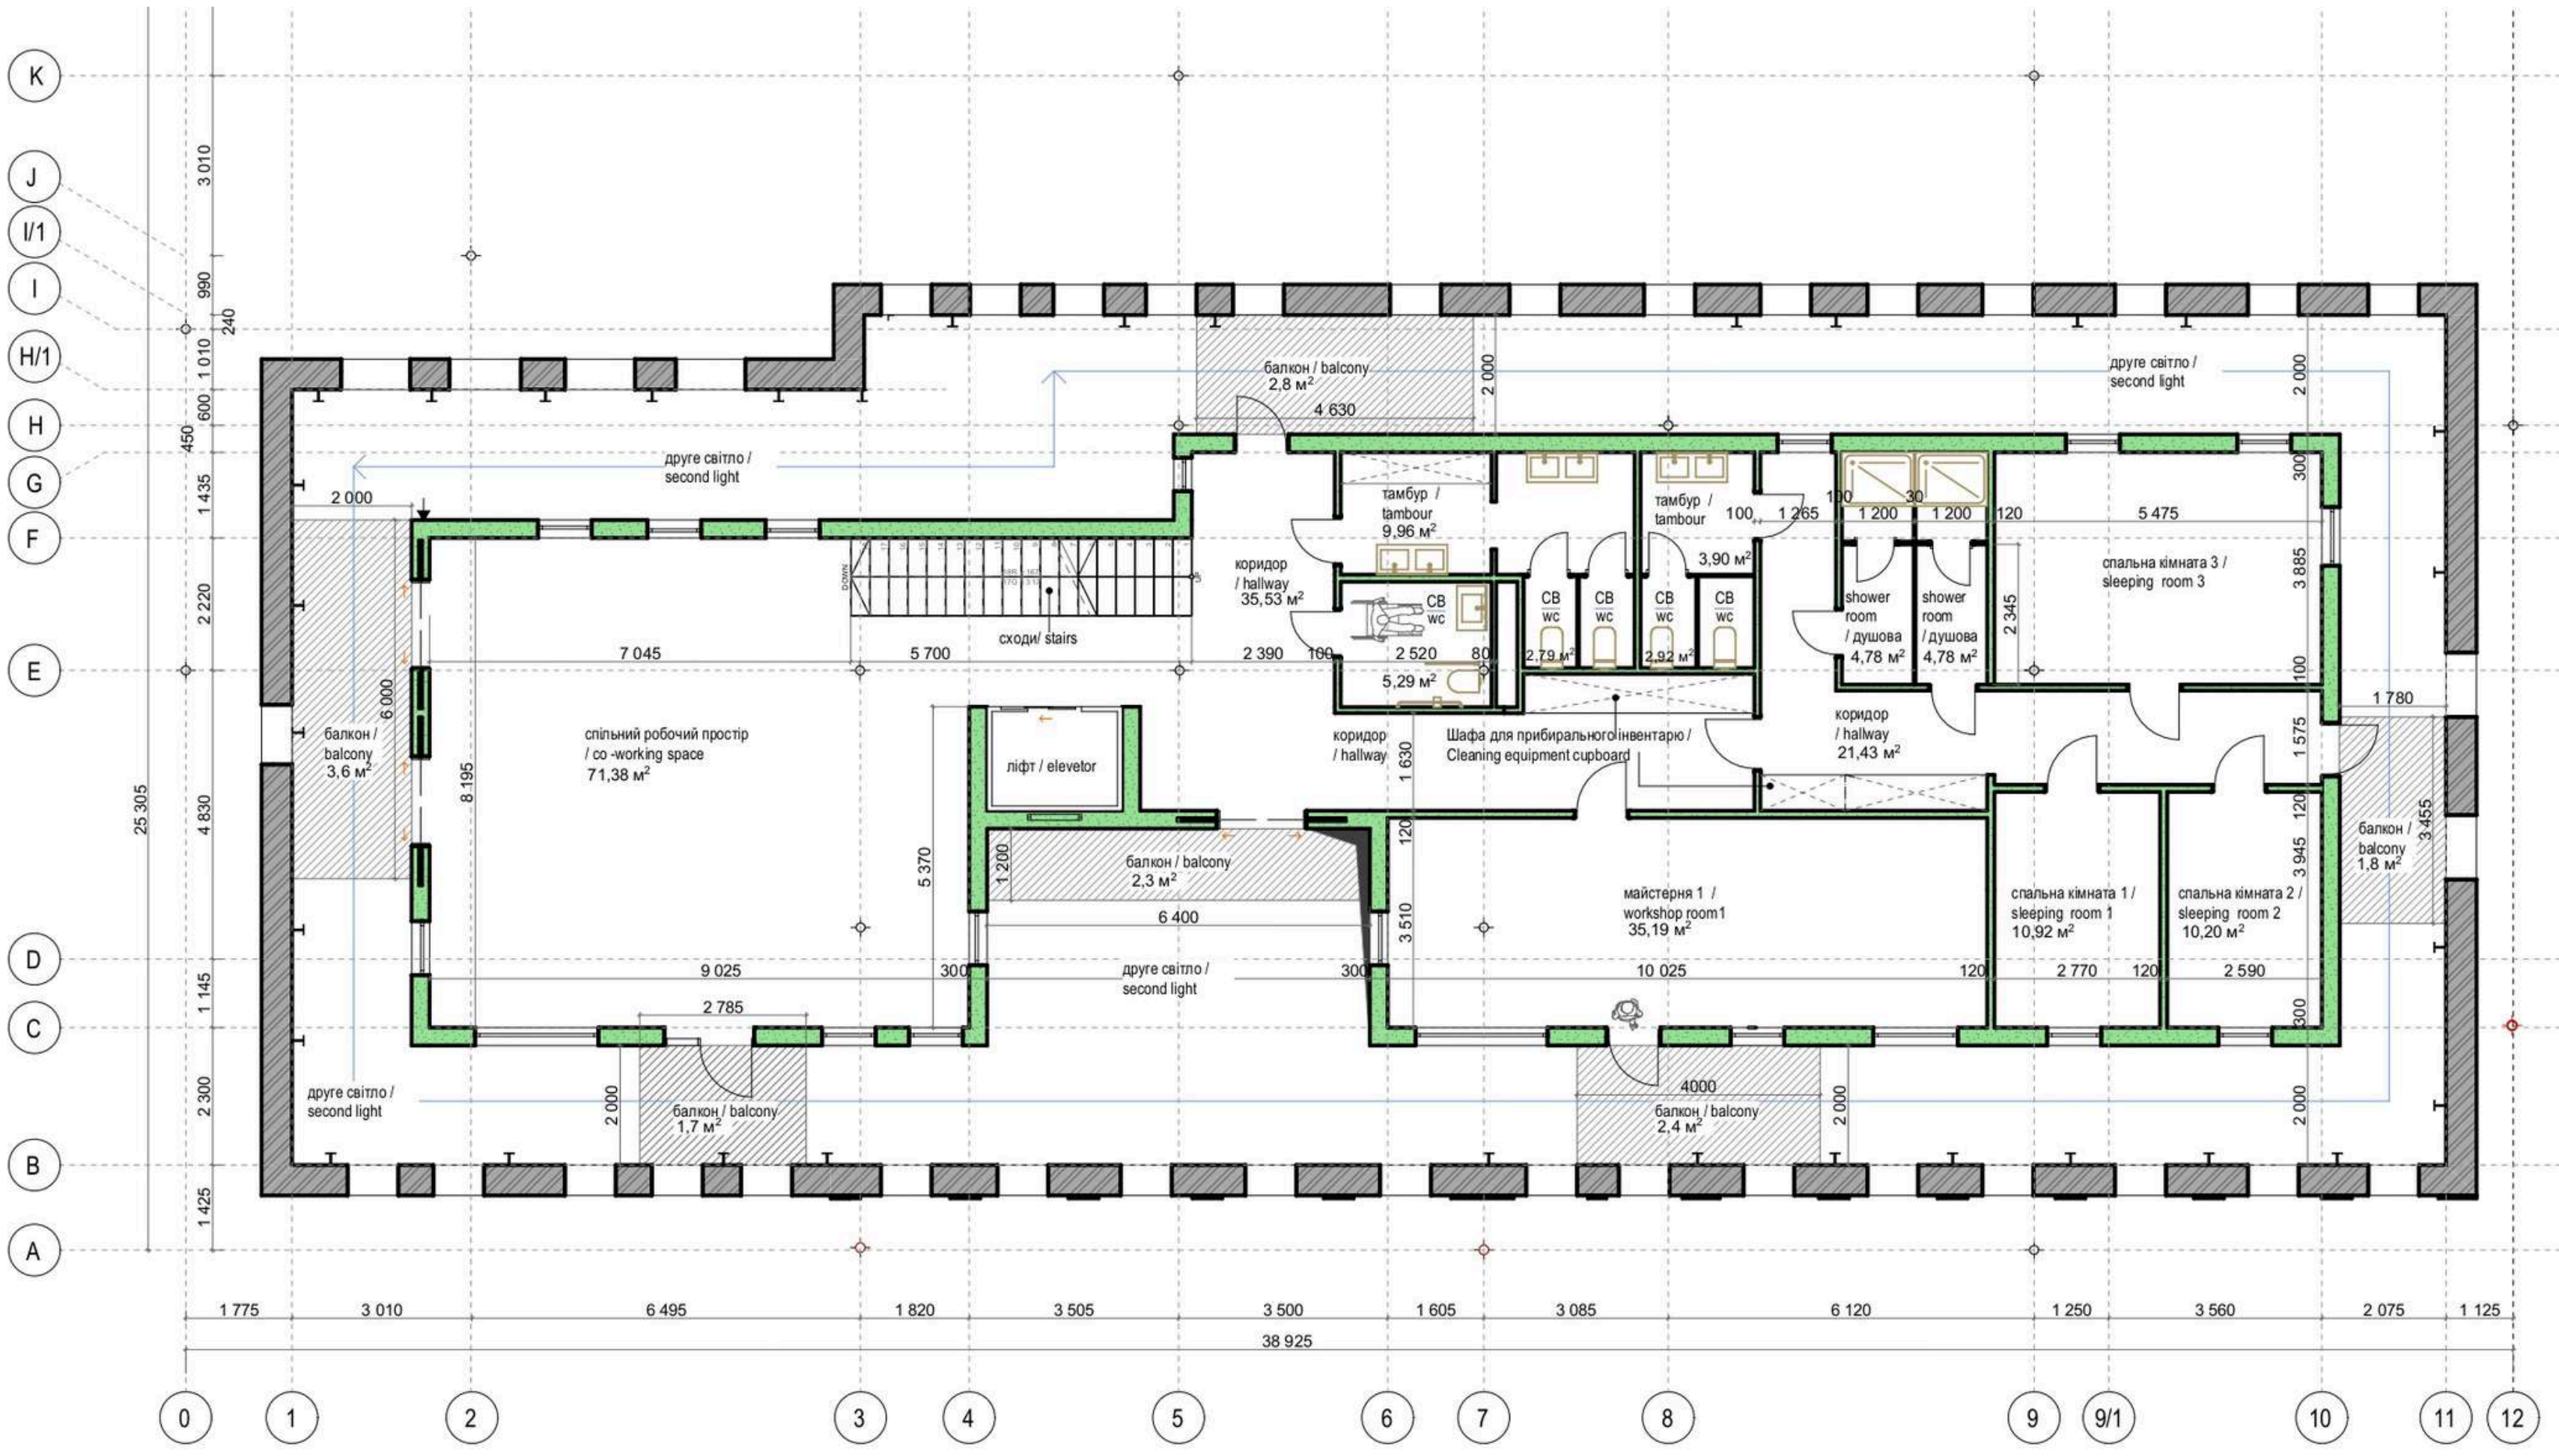 K
J
I/1
I
H/1
H
G
F
E
D
C
B
A
3 010
990
240
1 010
600
450
1 435
2 220
4 830
1 145
2 300
1 425
25 305
балкон / balcony
2,8 м²
4 630
2 000
друге світло /
second light
2 000
друге світло /
second light
2 000
тамбур /
tambour
9,96 м²
тамбур /
tambour
3,90 м²
100
1 265
100
1 200
30
1 200
120
5 475
300
3 885
коридор
/ hallway
35,53 м²
DOWN
UP
сходи/ stairs
СВ
wc
СВ
wc
СВ
wc
СВ
wc
СВ
wc
shower
room
/ душова
4,78 м²
shower
room
/ душова
4,78 м²
2 345
спальна кімната 3 /
sleeping room 3
7 045
5 700
2 390
100
2 520
80
2,79 м²
2,92 м²
5,29 м²
100
1 780
6 000
балкон /
balcony
3,6 м²
8 195
спільний робочий простір
/ co -working space
71,38 м²
ліфт / elevetor
коридор
/ hallway
1 630
Шафа для прибирального інвентарю /
Cleaning equipment cupboard
коридор
/ hallway
21,43 м²
1 575
120
120
5 370
1 200
балкон / balcony
2,3 м²
6 400
3 510
майстерня 1 /
workshop room1
35,19 м²
спальна кімната 1 /
sleeping room 1
10,92 м²
спальна кімната 2 /
sleeping room 2
10,20 м²
3 945
балкон /
balcony
1,8 м²
3 455
9 025
300
друге світло /
second light
300
10 025
120
2 770
120
2 590
300
2 785
друге світло /
second light
2 000
балкон / balcony
1,7 м²
4000
балкон / balcony
2,4 м²
2 000
2 000
1 775
3 010
6 495
1 820
3 505
3 500
1 605
3 085
6 120
1 250
3 560
2 075
1 125
38 925
0
1
2
3
4
5
6
7
8
9
9/1
10
11
12